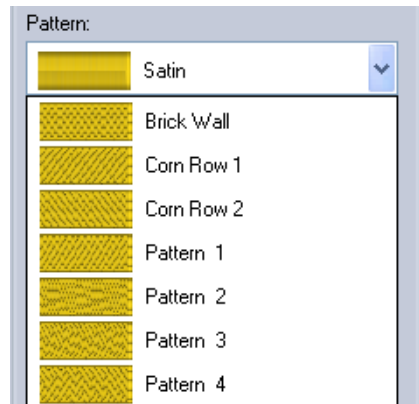 Pattern:
Satin
Brick Wall
Corn Row 1
Corn Row 2
Pattern 1
Pattern 2
Pattern 3
Pattern 4